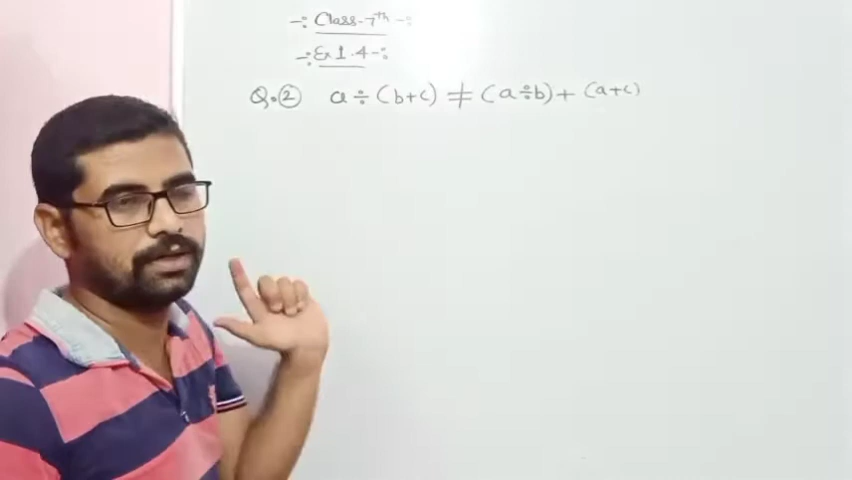 -: Class-7th -:
-: Ex 1.4 -:
Q.② a ÷ (b+c) ≠ (a÷b) + (a+c)